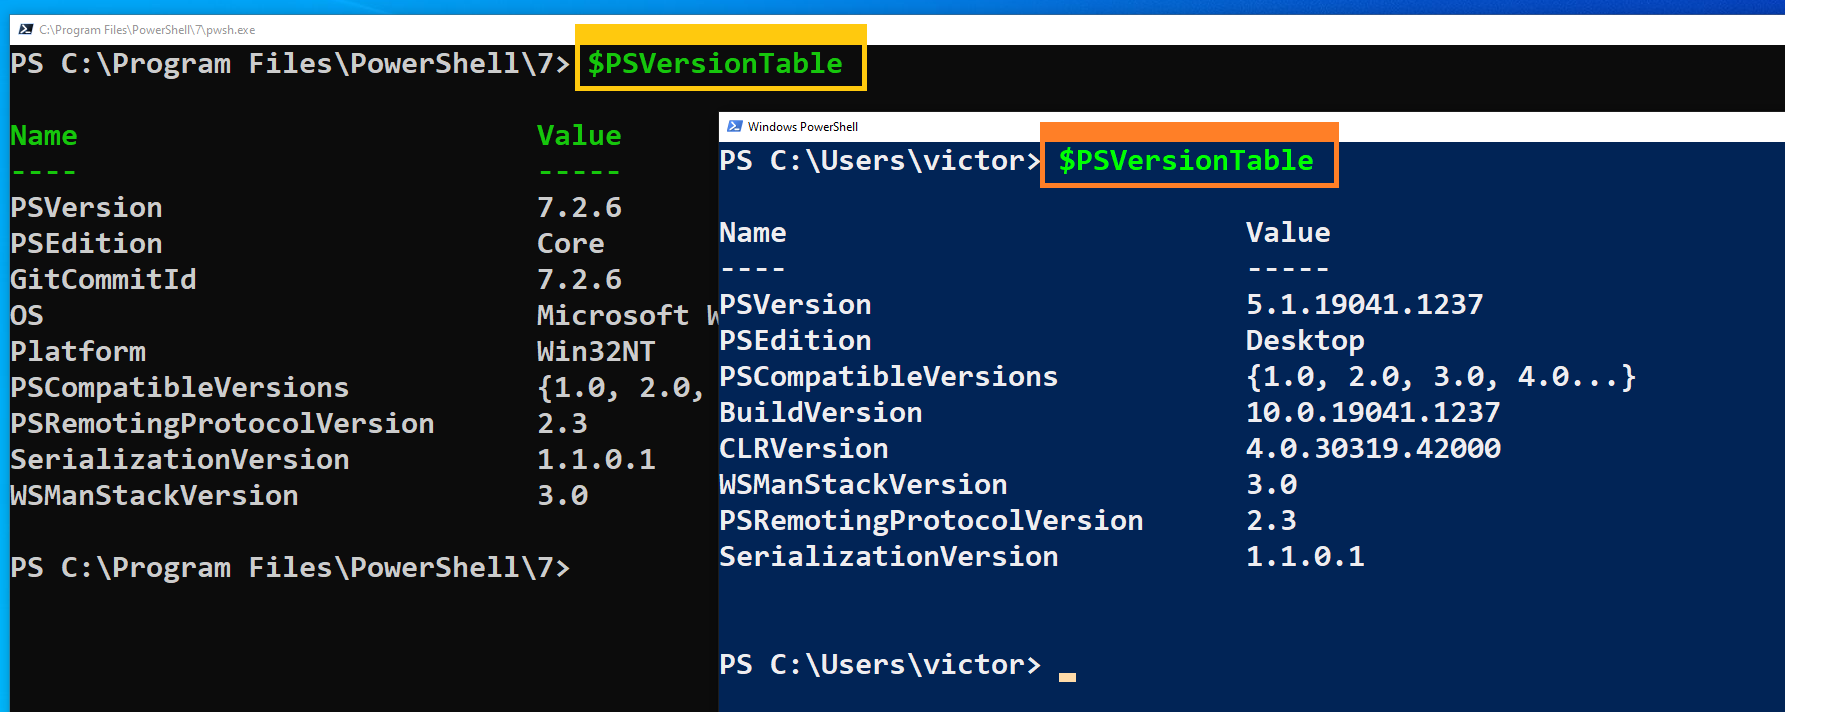 C:\Program Files\PowerShell\7\pwsh.exe
PS C:\Program Files\PowerShell\7> $PSVersionTable
Name                           Value
----                           -----
PSVersion                      7.2.6
PSEdition                      Core
GitCommitId                    7.2.6
OS                             Microsoft
Platform                       Win32NT
PSCompatibleVersions           {1.0, 2.0,
PSRemotingProtocolVersion      2.3
SerializationVersion           1.1.0.1
WSManStackVersion              3.0
PS C:\Program Files\PowerShell\7>
Windows PowerShell
PS C:\Users\victor> $PSVersionTable
Name                           Value
----                           -----
PSVersion                      5.1.19041.1237
PSEdition                      Desktop
PSCompatibleVersions           {1.0, 2.0, 3.0, 4.0...}
BuildVersion                   10.0.19041.1237
CLRVersion                     4.0.30319.42000
WSManStackVersion              3.0
PSRemotingProtocolVersion      2.3
SerializationVersion           1.1.0.1
PS C:\Users\victor>